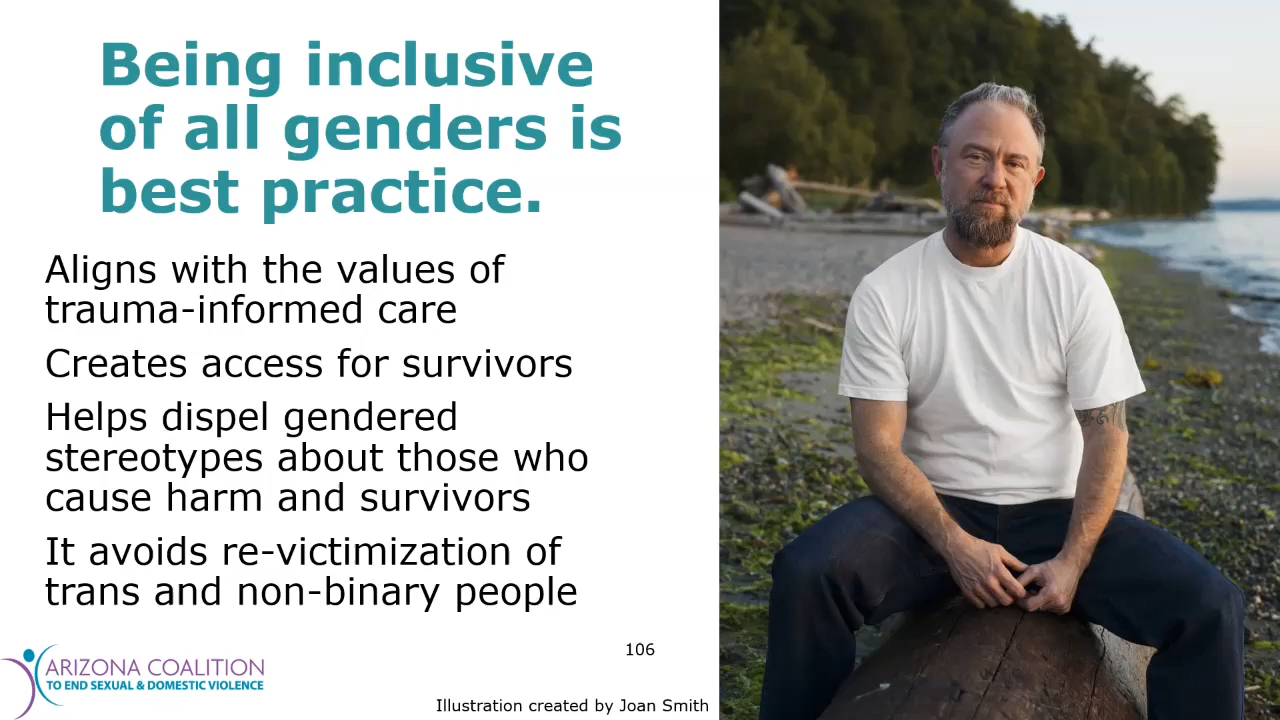 Being inclusive
of all genders is
best practice.
Aligns with the values of
trauma-informed care
Creates access for survivors
Helps dispel gendered
stereotypes about those who
cause harm and survivors
It avoids re-victimization of
trans and non-binary people
106
ARIZONA COALITION
TO END SEXUAL & DOMESTIC VIOLENCE
Illustration created by Joan Smith